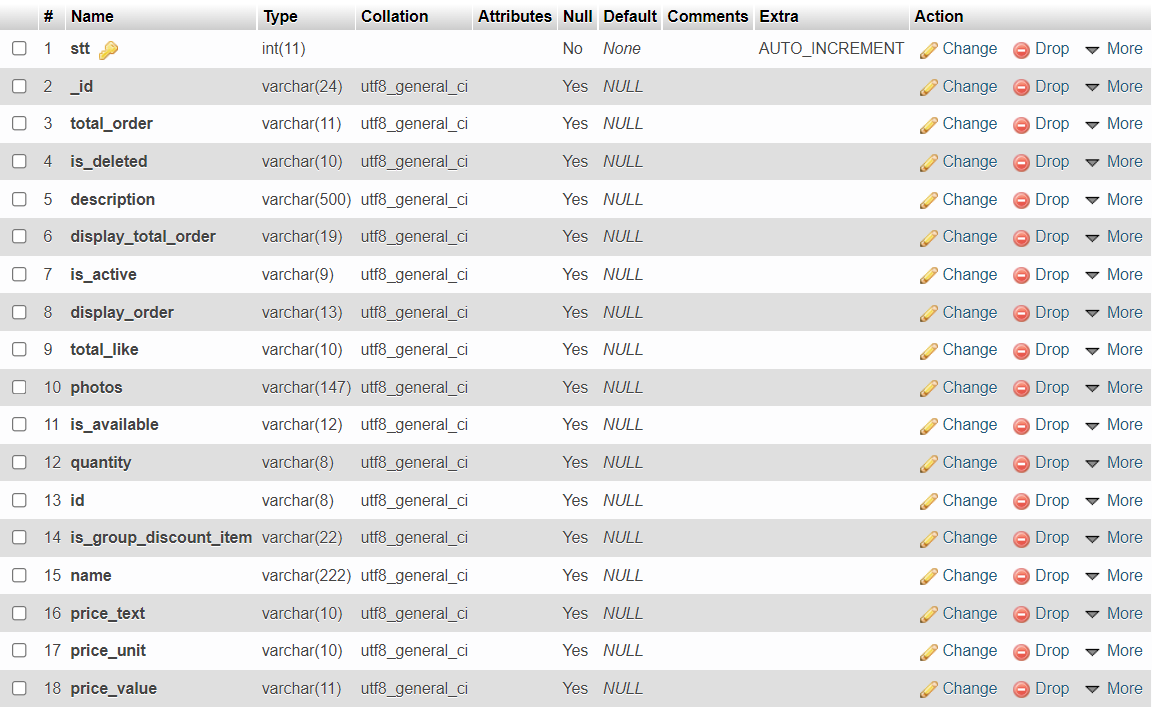 # Name Type Collation Attributes Null Default Comments Extra Action
1 stt int(11) No None AUTO_INCREMENT Change Drop More
2 _id varchar(24) utf8_general_ci Yes NULL Change Drop More
3 total_order varchar(11) utf8_general_ci Yes NULL Change Drop More
4 is_deleted varchar(10) utf8_general_ci Yes NULL Change Drop More
5 description varchar(500) utf8_general_ci Yes NULL Change Drop More
6 display_total_order varchar(19) utf8_general_ci Yes NULL Change Drop More
7 is_active varchar(9) utf8_general_ci Yes NULL Change Drop More
8 display_order varchar(13) utf8_general_ci Yes NULL Change Drop More
9 total_like varchar(10) utf8_general_ci Yes NULL Change Drop More
10 photos varchar(147) utf8_general_ci Yes NULL Change Drop More
11 is_available varchar(12) utf8_general_ci Yes NULL Change Drop More
12 quantity varchar(8) utf8_general_ci Yes NULL Change Drop More
13 id varchar(8) utf8_general_ci Yes NULL Change Drop More
14 is_group_discount_item varchar(22) utf8_general_ci Yes NULL Change Drop More
15 name varchar(222) utf8_general_ci Yes NULL Change Drop More
16 price_text varchar(10) utf8_general_ci Yes NULL Change Drop More
17 price_unit varchar(10) utf8_general_ci Yes NULL Change Drop More
18 price_value varchar(11) utf8_general_ci Yes NULL Change Drop More